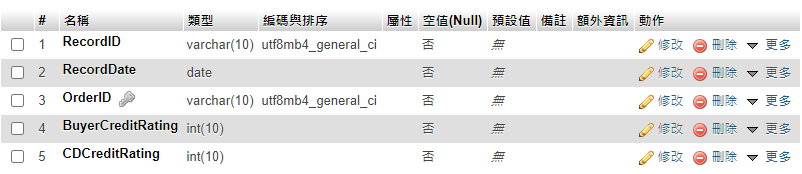 # 名稱 類型 編碼與排序 屬性 空值(Null) 預設值 備註 額外資訊 動作
1 RecordID varchar(10) utf8mb4_general_ci 否 無 修改 刪除 更多
2 RecordDate date 否 無 修改 刪除 更多
3 OrderID varchar(10) utf8mb4_general_ci 否 無 修改 刪除 更多
4 BuyerCreditRating int(10) 否 無 修改 刪除 更多
5 CDCreditRating int(10) 否 無 修改 刪除 更多